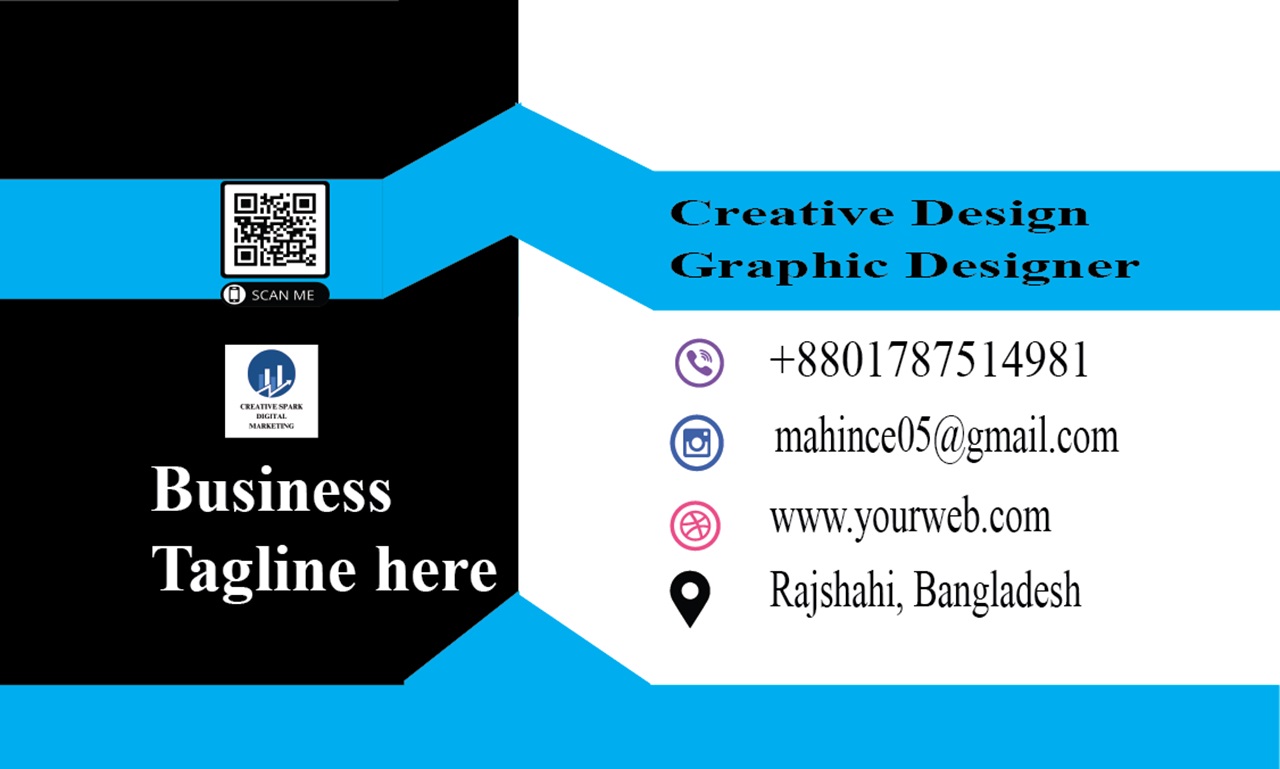 SCAN ME
CREATIVE SPARK
DIGITAL
MARKETING
Business
Tagline here
Creative Design
Graphic Designer
+8801787514981
mahince05@gmail.com
www.yourweb.com
Rajshahi, Bangladesh